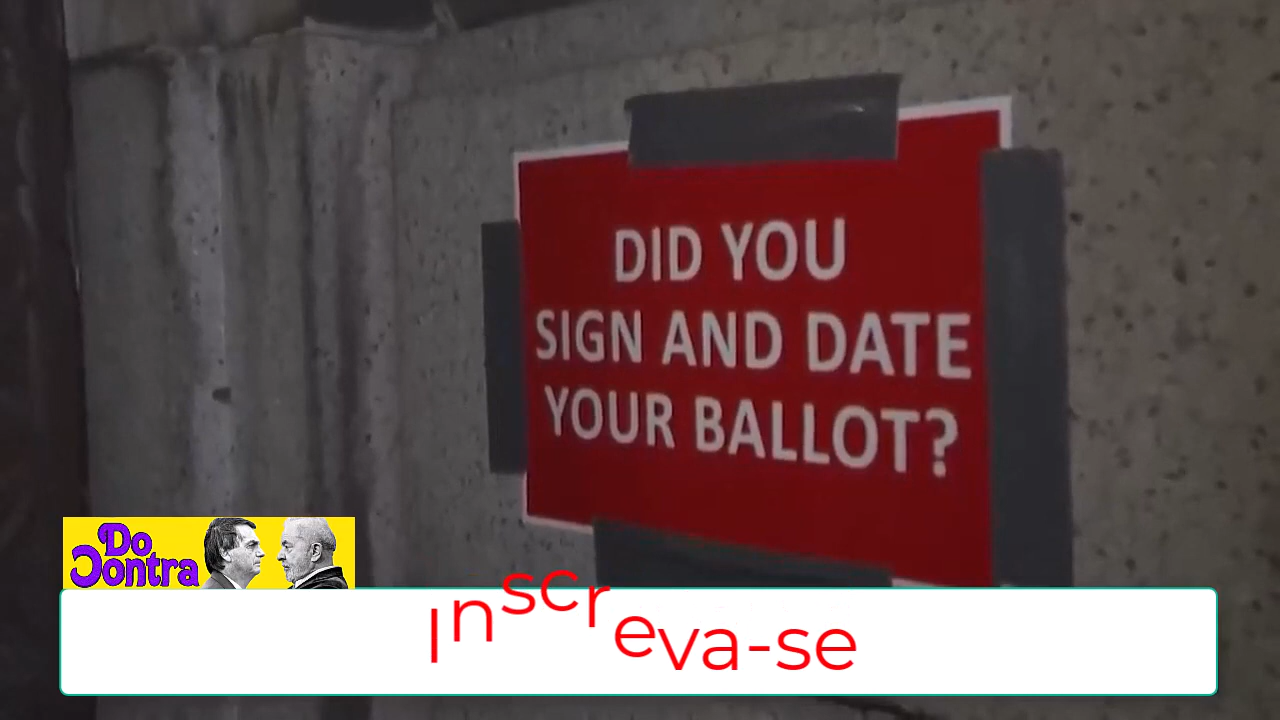 DID YOU
SIGN AND DATE
YOUR BALLOT?
Do
Contra
Inscreva-se